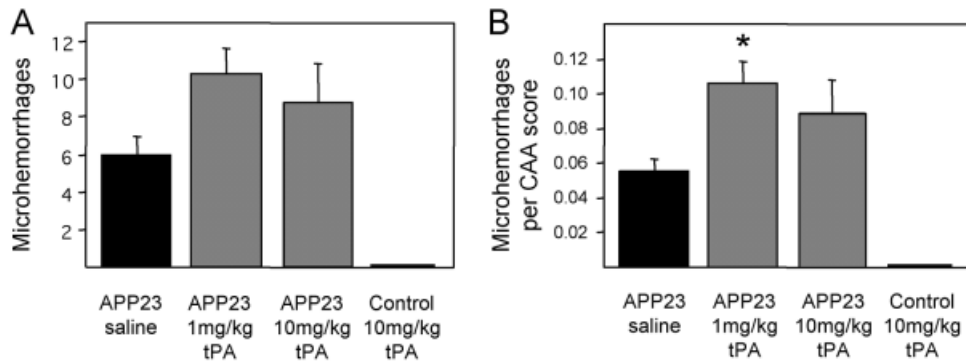 A
Microhemorrhages
12
10
8
6
4
2
APP23
saline
APP23
1mg/kg
tPA
APP23
10mg/kg
tPA
Control
10mg/kg
tPA
B
Microhemorrhages
per CAA score
0.12
0.10
0.08
0.06
0.04
0.02
*
APP23
saline
APP23
1mg/kg
tPA
APP23
10mg/kg
tPA
Control
10mg/kg
tPA